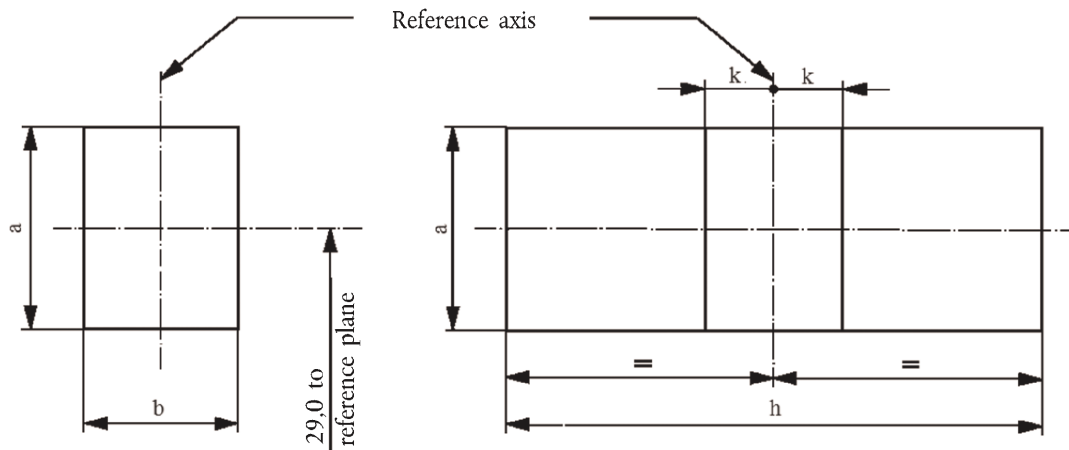 Reference axis
k
k
a
a
29,0 to
reference plane
=
=
b
h